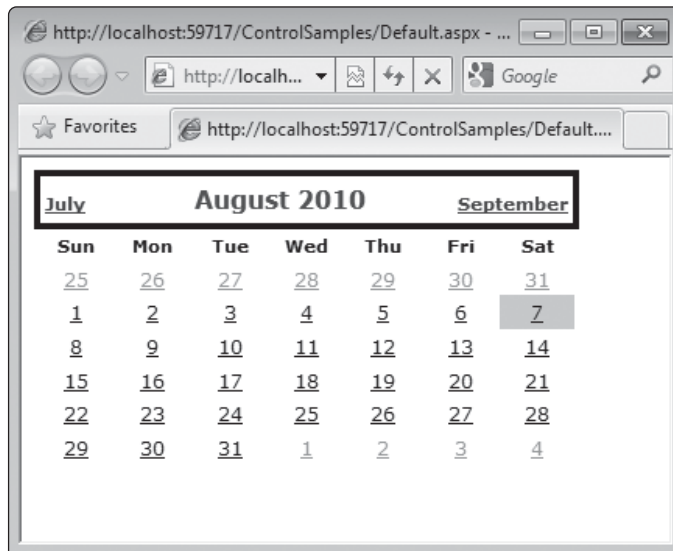 http://localhost:59717/ControlSamples/Default.aspx - ...
http://localh... Google
Favorites http://localhost:59717/ControlSamples/Default....
July August 2010 September
Sun Mon Tue Wed Thu Fri Sat
25 26 27 28 29 30 31
1 2 3 4 5 6 7
8 9 10 11 12 13 14
15 16 17 18 19 20 21
22 23 24 25 26 27 28
29 30 31 1 2 3 4